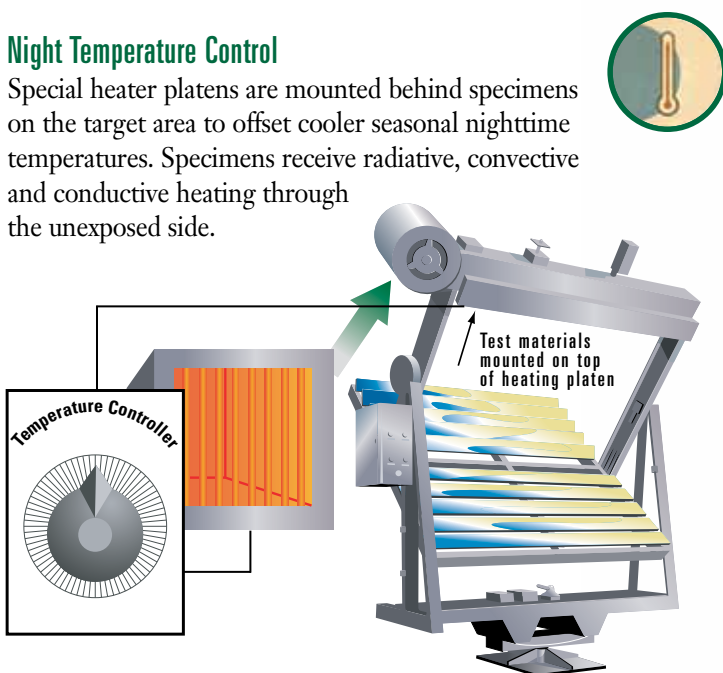 Night Temperature Control
Special heater platens are mounted behind specimens
on the target area to offset cooler seasonal nighttime
temperatures. Specimens receive radiative, convective
and conductive heating through
the unexposed side.
Test materials
mounted on top
of heating platen
Temperature Controller